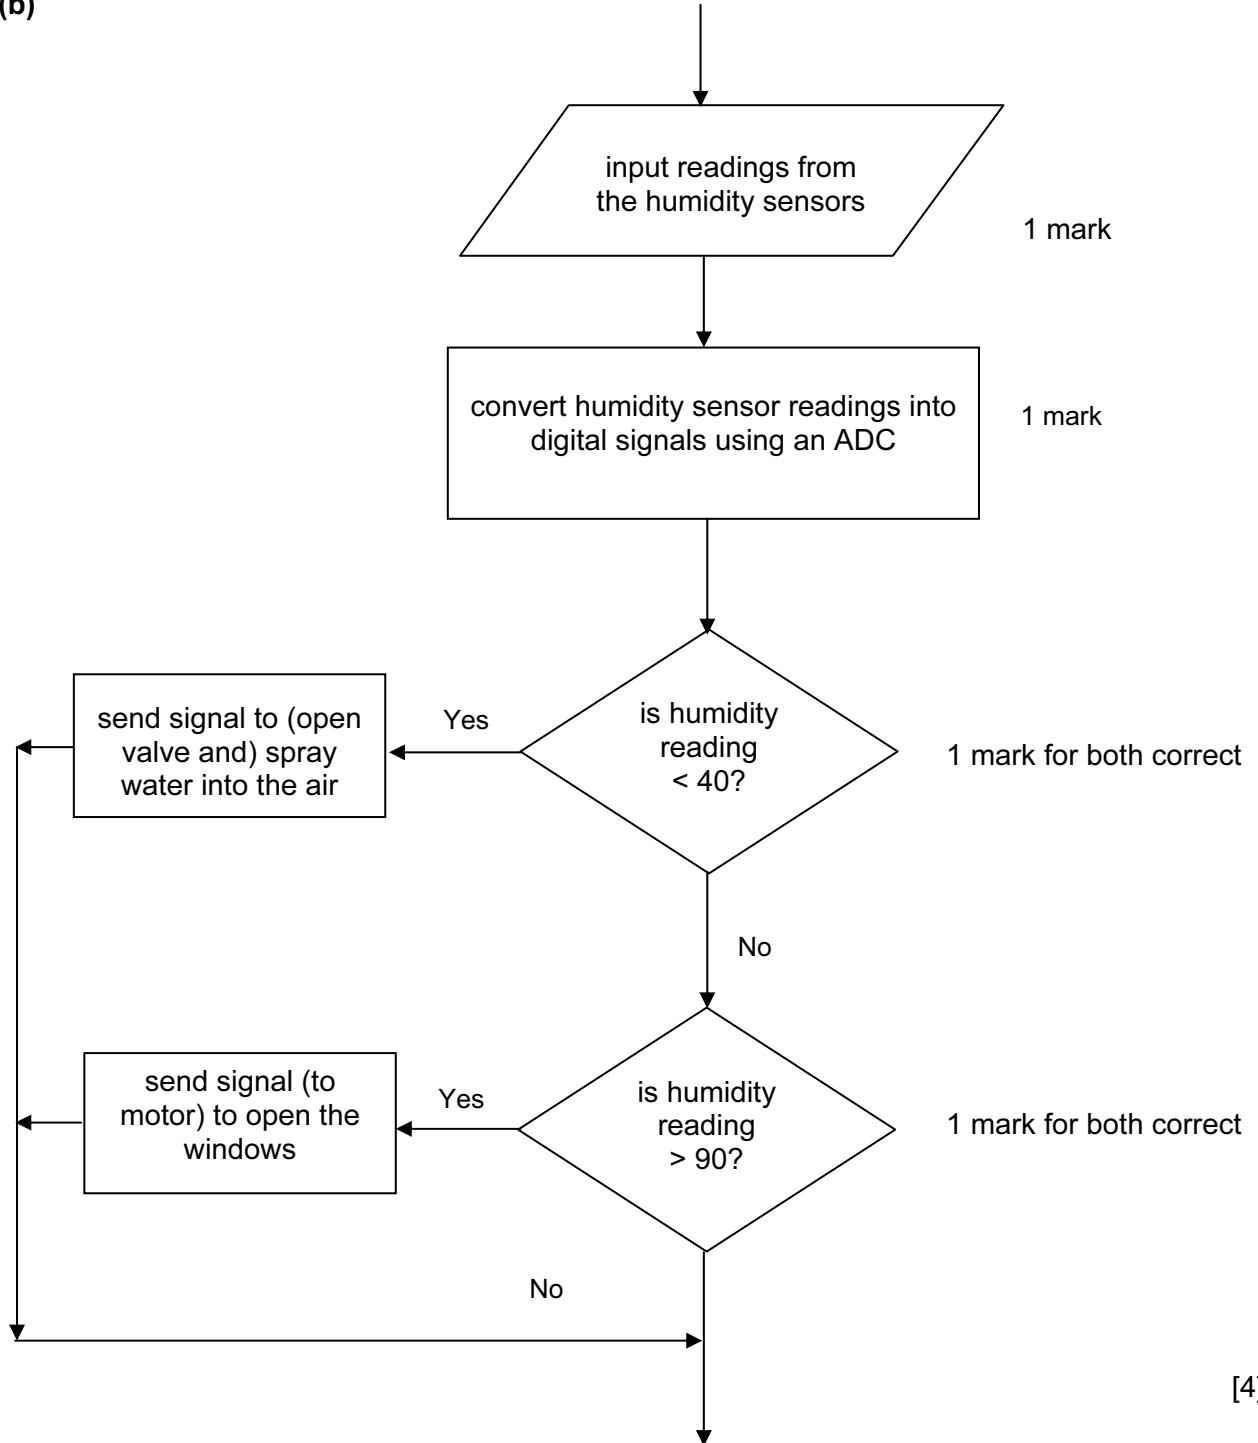 (b)
input readings from
the humidity sensors
1 mark
convert humidity sensor readings into
digital signals using an ADC
1 mark
send signal to (open
valve and) spray
water into the air
Yes
is humidity
reading
< 40?
1 mark for both correct
No
send signal (to
motor) to open the
windows
Yes
is humidity
reading
> 90?
1 mark for both correct
No
[4]